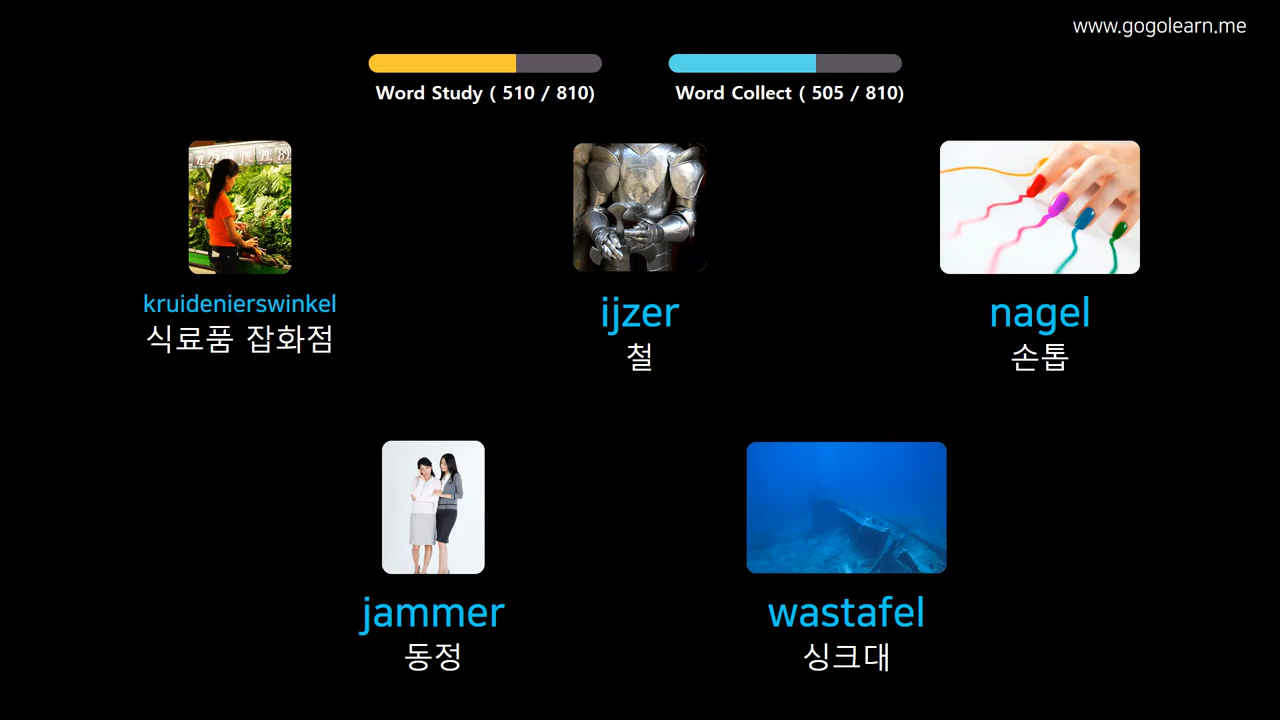 www.gogolearn.me
Word Study ( 510 / 810)
Word Collect ( 505 / 810)
kruidenierswinkel
식료품 잡화점
ijzer
철
nagel
손톱
jammer
동정
wastafel
싱크대